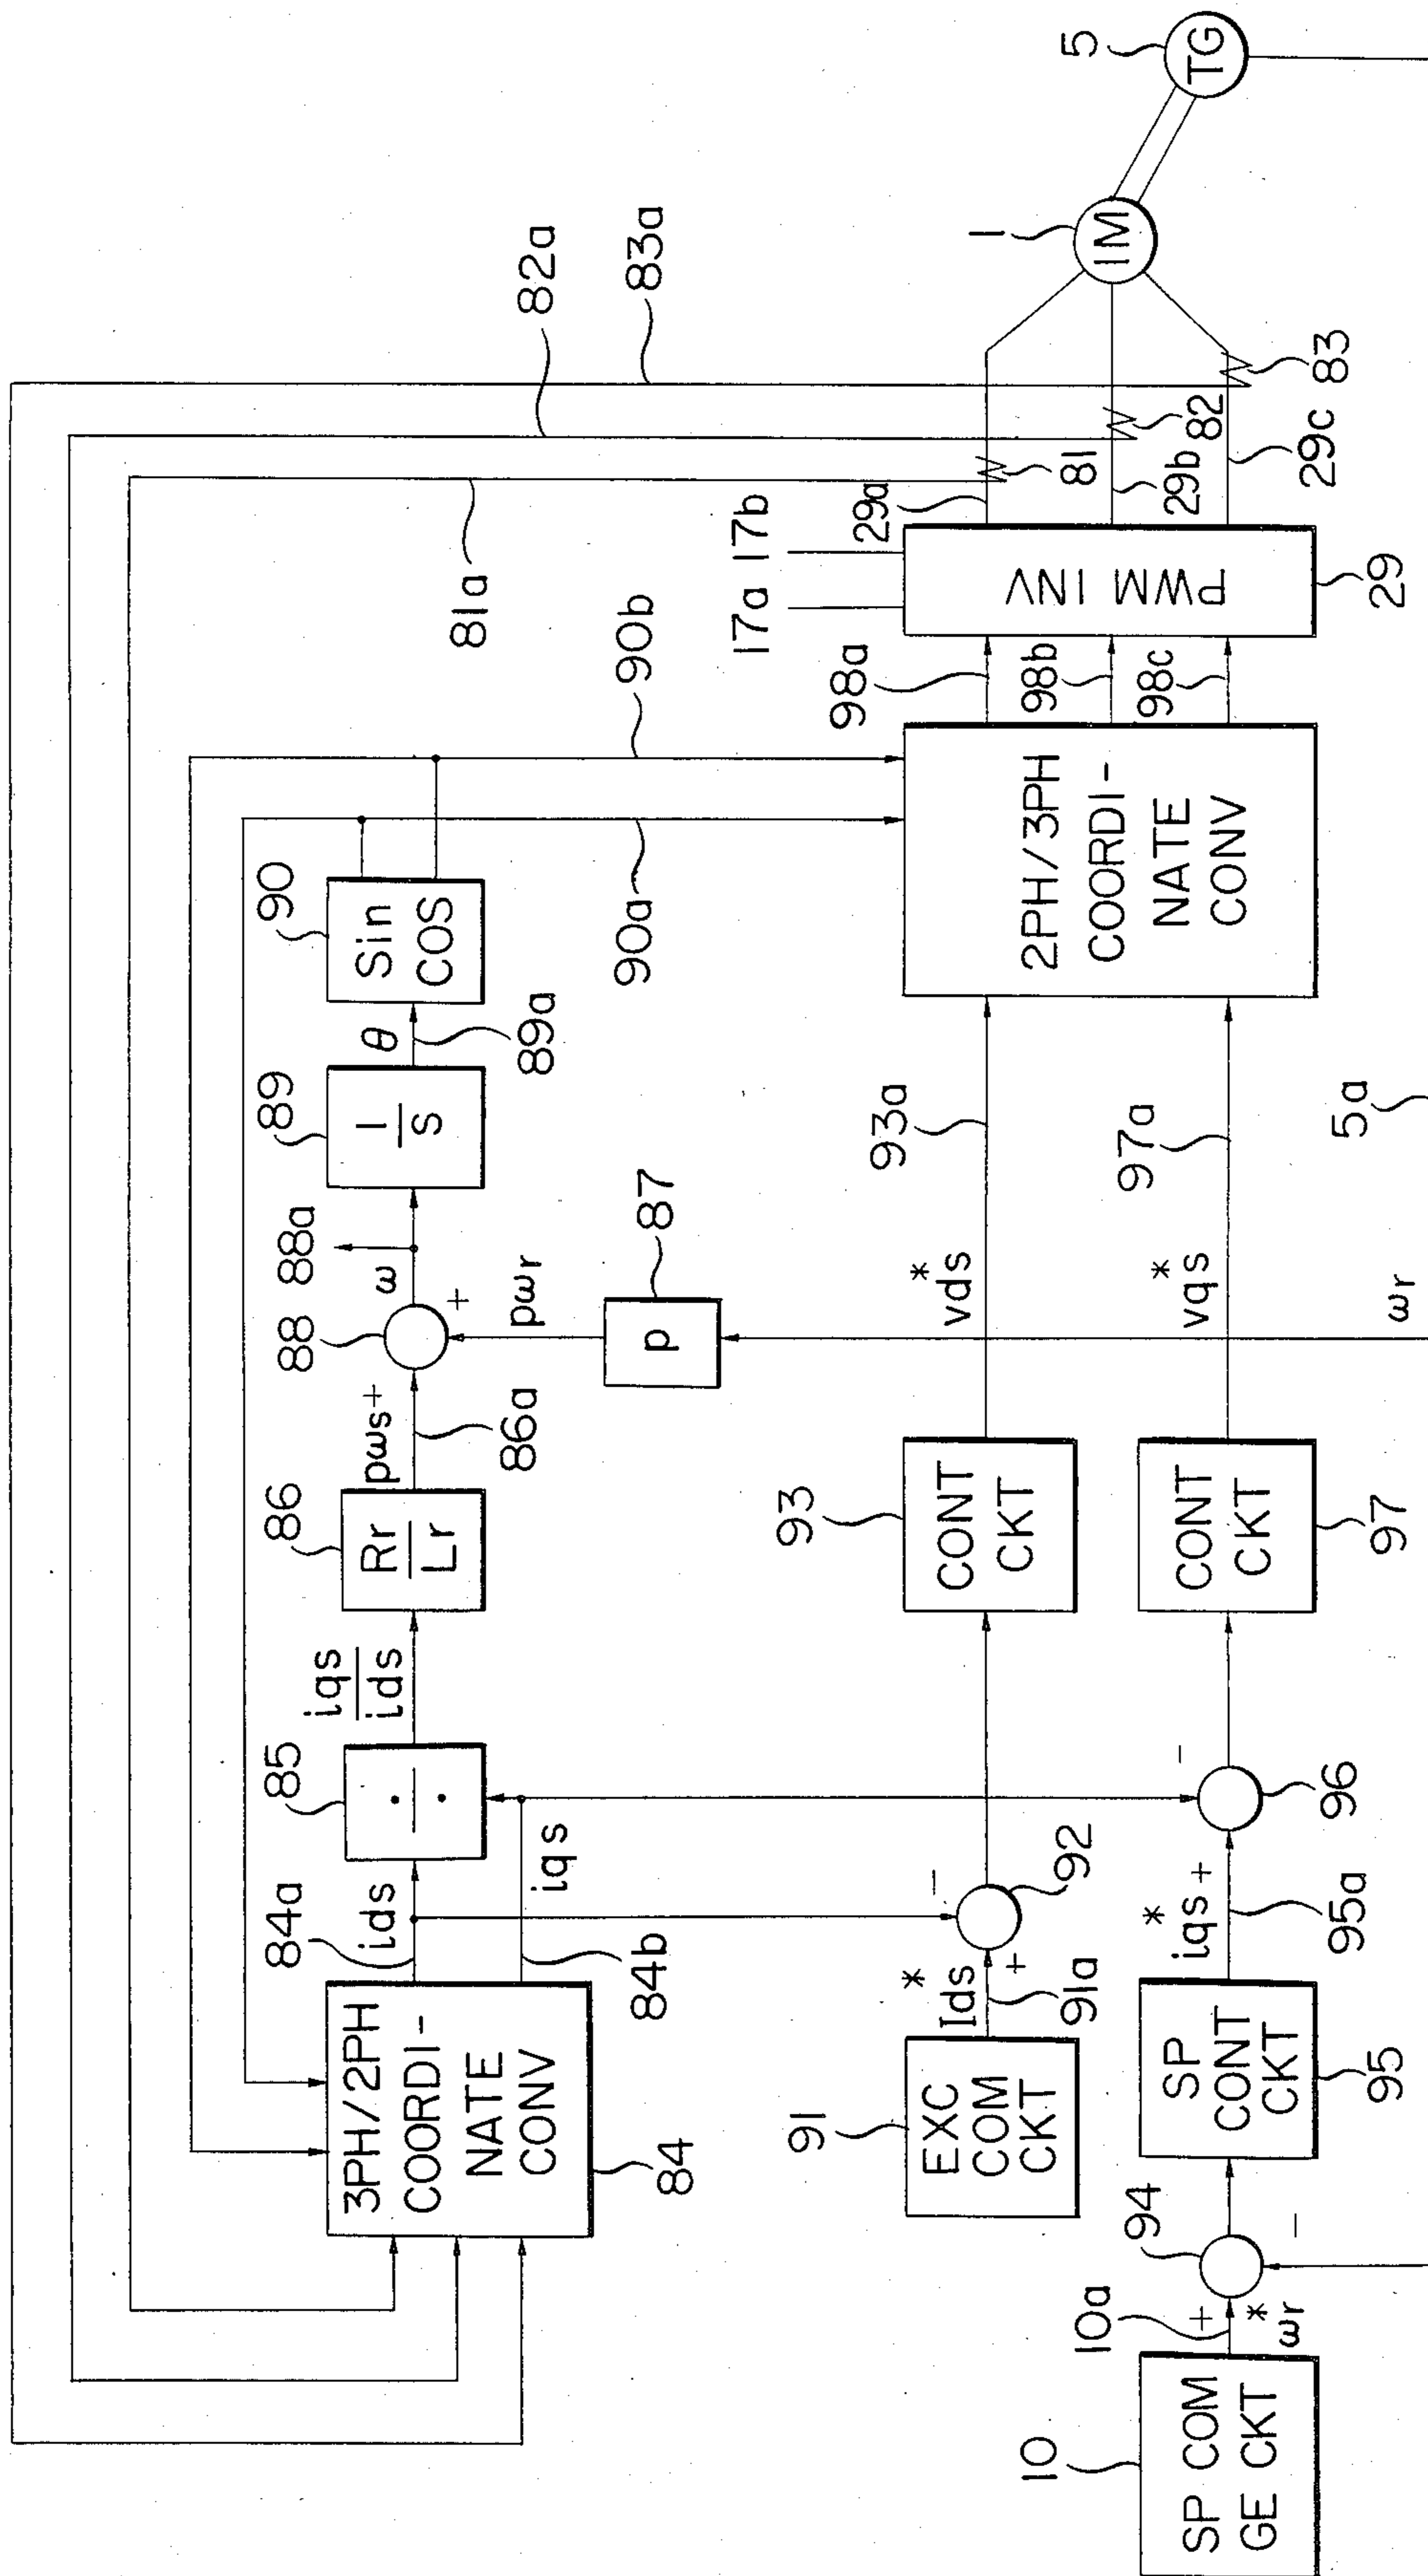 82a
83a
81a
90b
90
Sin
COS
90a
89
1
S
θ
89a
88a
88
ω
+
pωr
87
p
86
Rr
Lr
pωs+
86a
85
iqs
ids
84a
ids
iqs
84b
3PH/2PH
COORDI-
NATE
CONV
84
17a
17b
29a
81
29b
82
29c
83
1
IM
5
TG
PWM INV
29
98a
98b
98c
2PH/3PH
COORDI-
NATE
CONV
93a
97a
5a
*
vds
*
vqs
ωr
93
CONT
CKT
CONT
CKT
97
-
92
-
96
*
Ids
+
91a
*
iqs+
95a
91
EXC
COM
CKT
SP
CONT
CKT
95
94
-
10a
+
*
ωr
10
SP COM
GE CKT